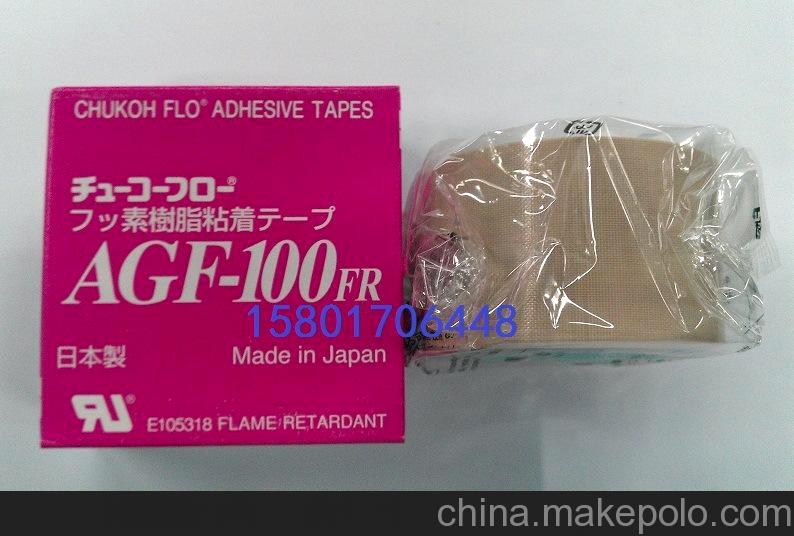 CHUKOH FLO® ADHESIVE TAPES
チューコーフロー®
フッ素樹脂粘着テープ
AGF-100FR
15801706448
日本製 Made in Japan
RU®
E105318 FLAME RETARDANT
china.makepolo.com